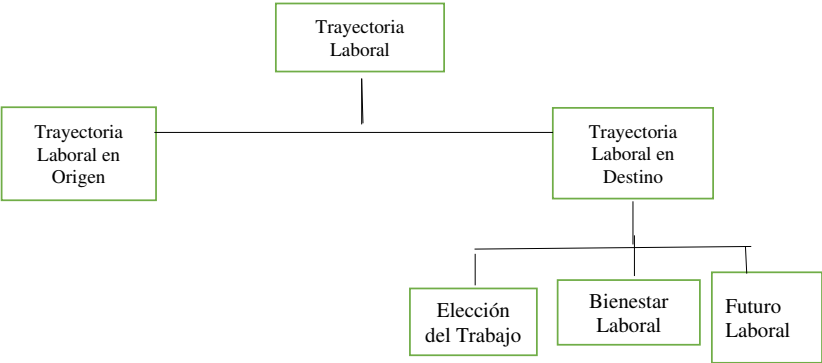 Trayectoria
Laboral
Trayectoria
Laboral en
Origen
Trayectoria
Laboral en
Destino
Elección
del Trabajo
Bienestar
Laboral
Futuro
Laboral